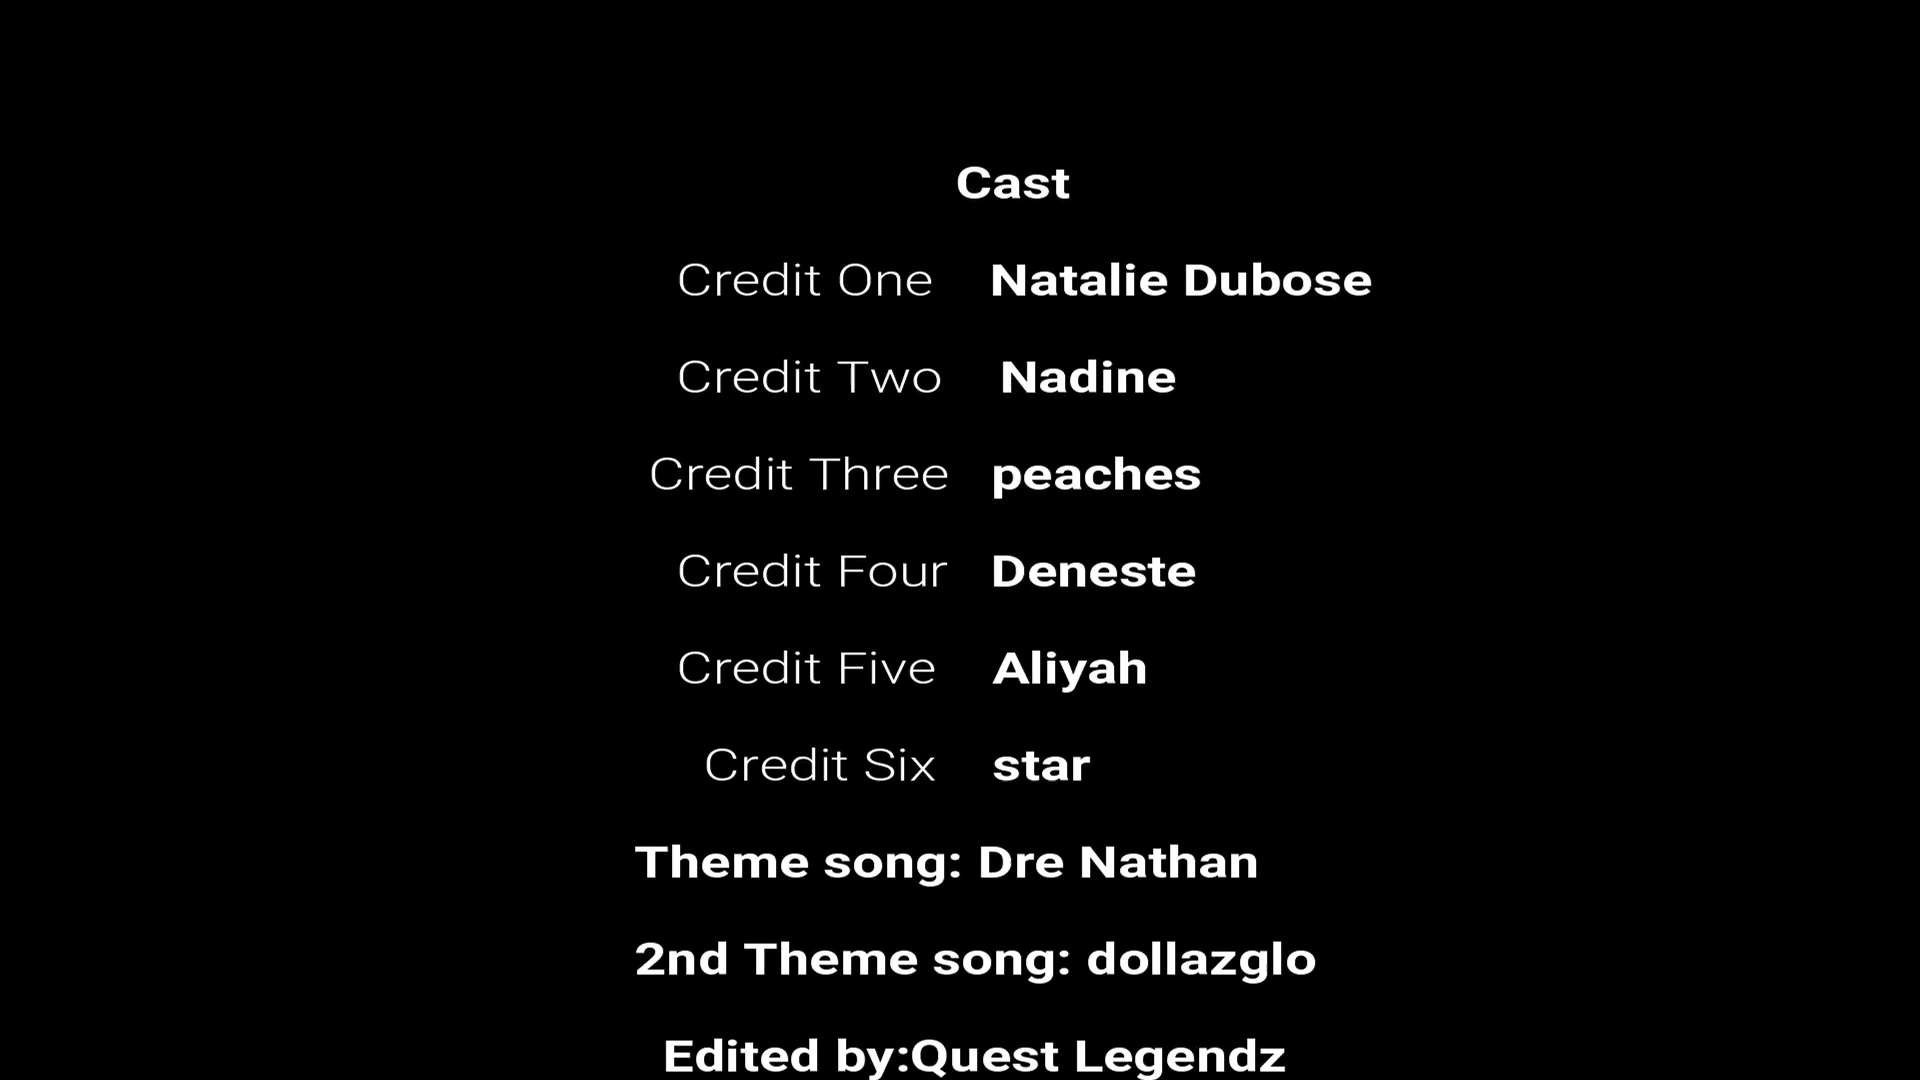 Cast
Credit One Natalie Dubose
Credit Two Nadine
Credit Three peaches
Credit Four Deneste
Credit Five Aliyah
Credit Six star
Theme song: Dre Nathan
2nd Theme song: dollazglo
Edited by:Quest Legendz